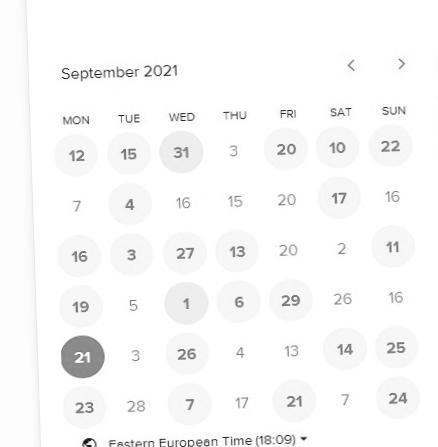 September 2021
MON TUE WED THU FRI SAT SUN
12 15 31 3 20 10 22
7 4 16 15 20 17 16
16 3 27 13 20 2 11
19 5 1 6 29 26 16
21 3 26 4 13 14 25
23 28 7 17 21 7 24
Eastern European Time (18:09)